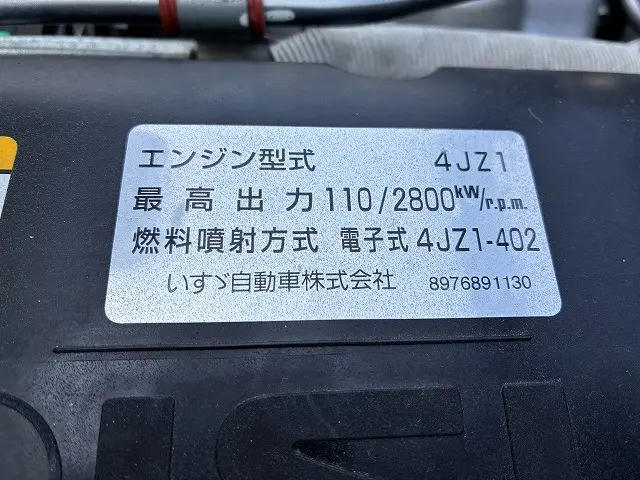 エンジン型式 4JZ1
最高出力 110/2800kW/r.p.m.
燃料噴射方式 電子式 4JZ1-402
いすゞ自動車株式会社 8976891130